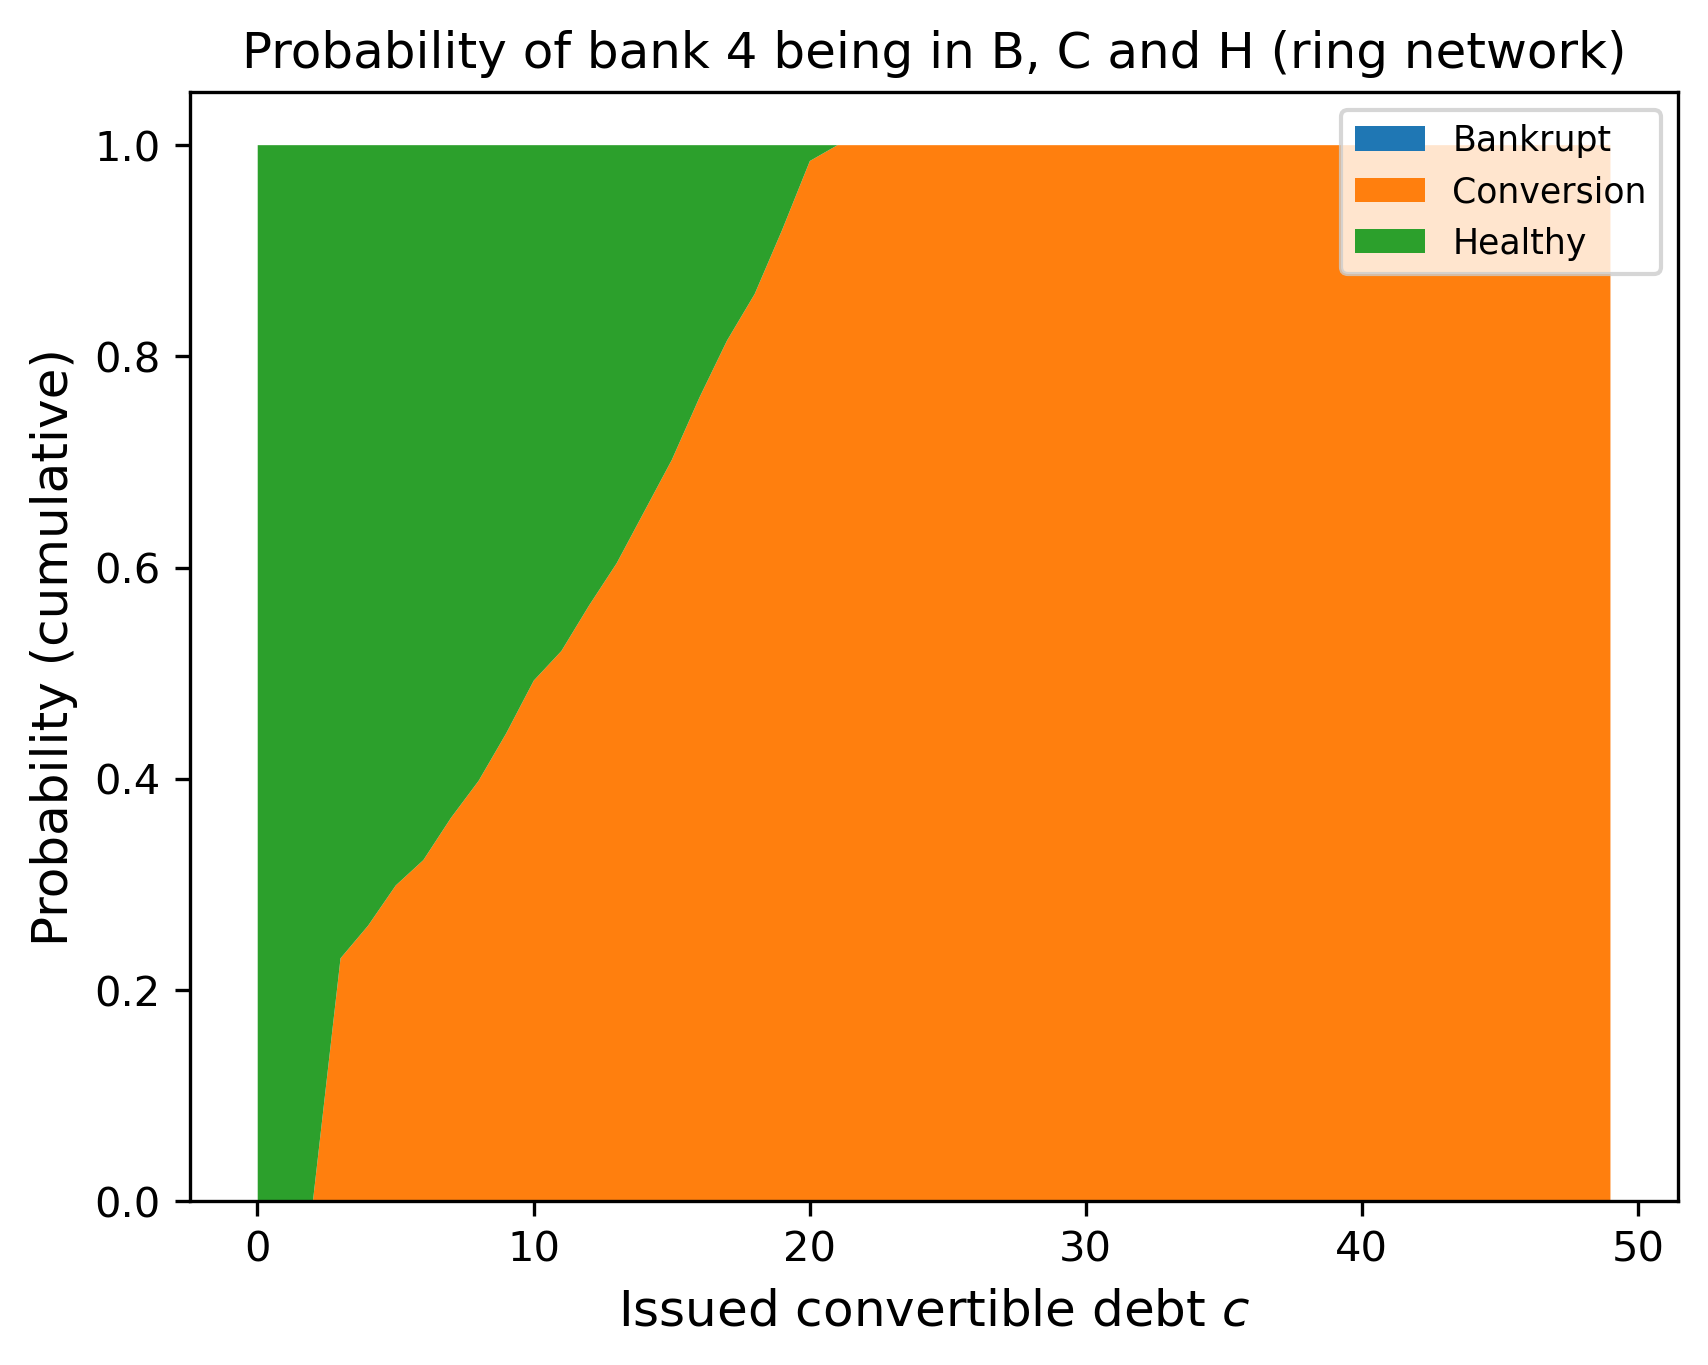 Probability of bank 4 being in B, C and H (ring network)
Probability (cumulative)
1.0
0.8
0.6
0.4
0.2
0.0
Bankrupt
Conversion
Healthy
0 10 20 30 40 50
Issued convertible debt c